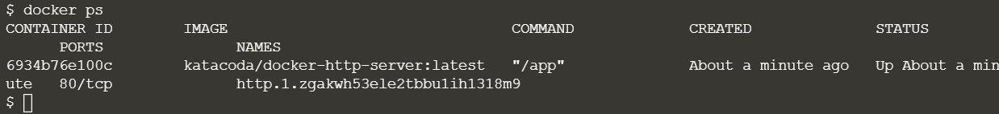 $ docker ps
CONTAINER ID        IMAGE                                COMMAND             CREATED              STATUS
      PORTS               NAMES
6934b76e100c        katacoda/docker-http-server:latest   "/app"              About a minute ago   Up About a min
ute   80/tcp              http.1.zgakwh53ele2tbbu1ih1318m9
$